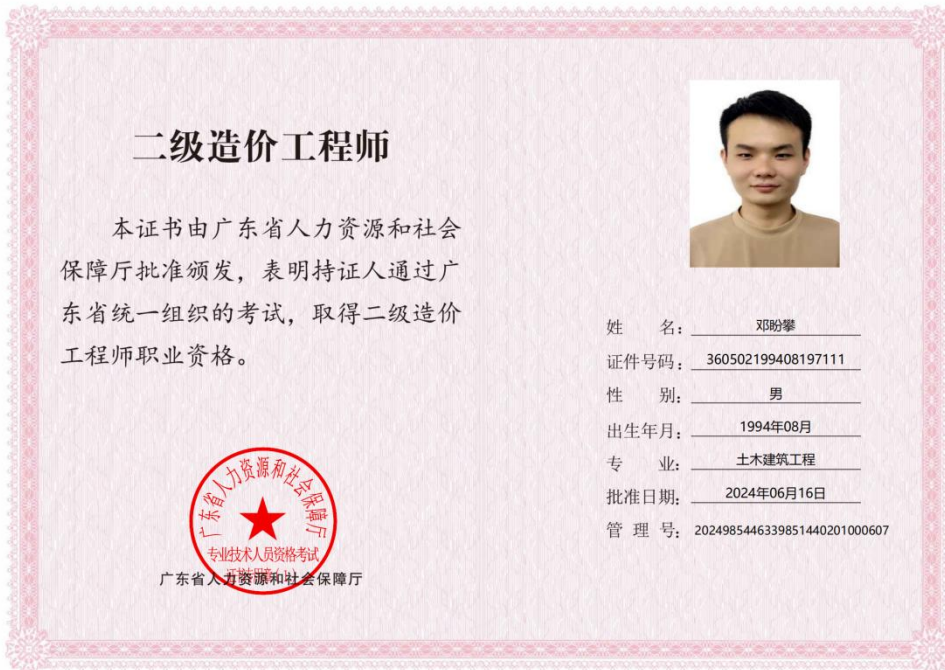 二级造价工程师
本证书由广东省人力资源和社会
保障厅批准颁发，表明持证人通过广
东省统一组织的考试，取得二级造价
工程师职业资格。
姓 名：邓盼攀
证件号码：360502199408197111
性 别：男
出生年月：1994年08月
专 业：土木建筑工程
批准日期：2024年06月16日
管 理 号：2024985446339851440201000607
广东省人力资源和社会保障厅
专业技术人员资格考试
广东省人力资源和社会保障厅